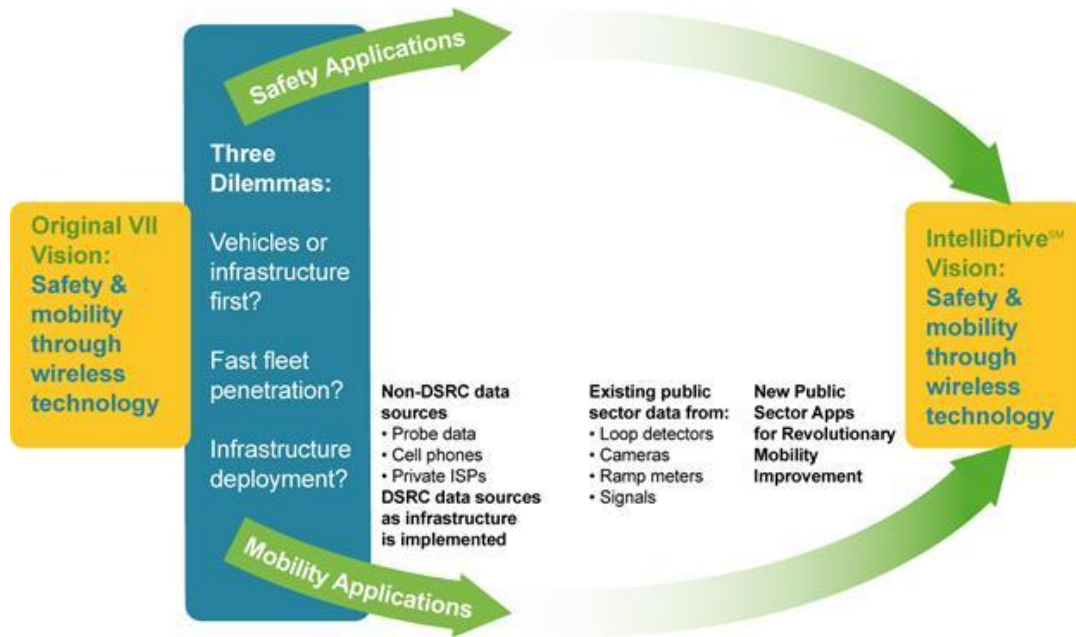 Safety Applications
Original VII
Vision:
Safety &
mobility
through
wireless
technology
Three
Dilemmas:
Vehicles or
infrastructure
first?
Fast fleet
penetration?
Infrastructure
deployment?
Non-DSRC data
sources
• Probe data
• Cell phones
• Private ISPs
DSRC data sources
as infrastructure
is implemented
Existing public
sector data from:
• Loop detectors
• Cameras
• Ramp meters
• Signals
New Public
Sector Apps
for Revolutionary
Mobility
Improvement
IntelliDrive℠
Vision:
Safety &
mobility
through
wireless
technology
Mobility Applications